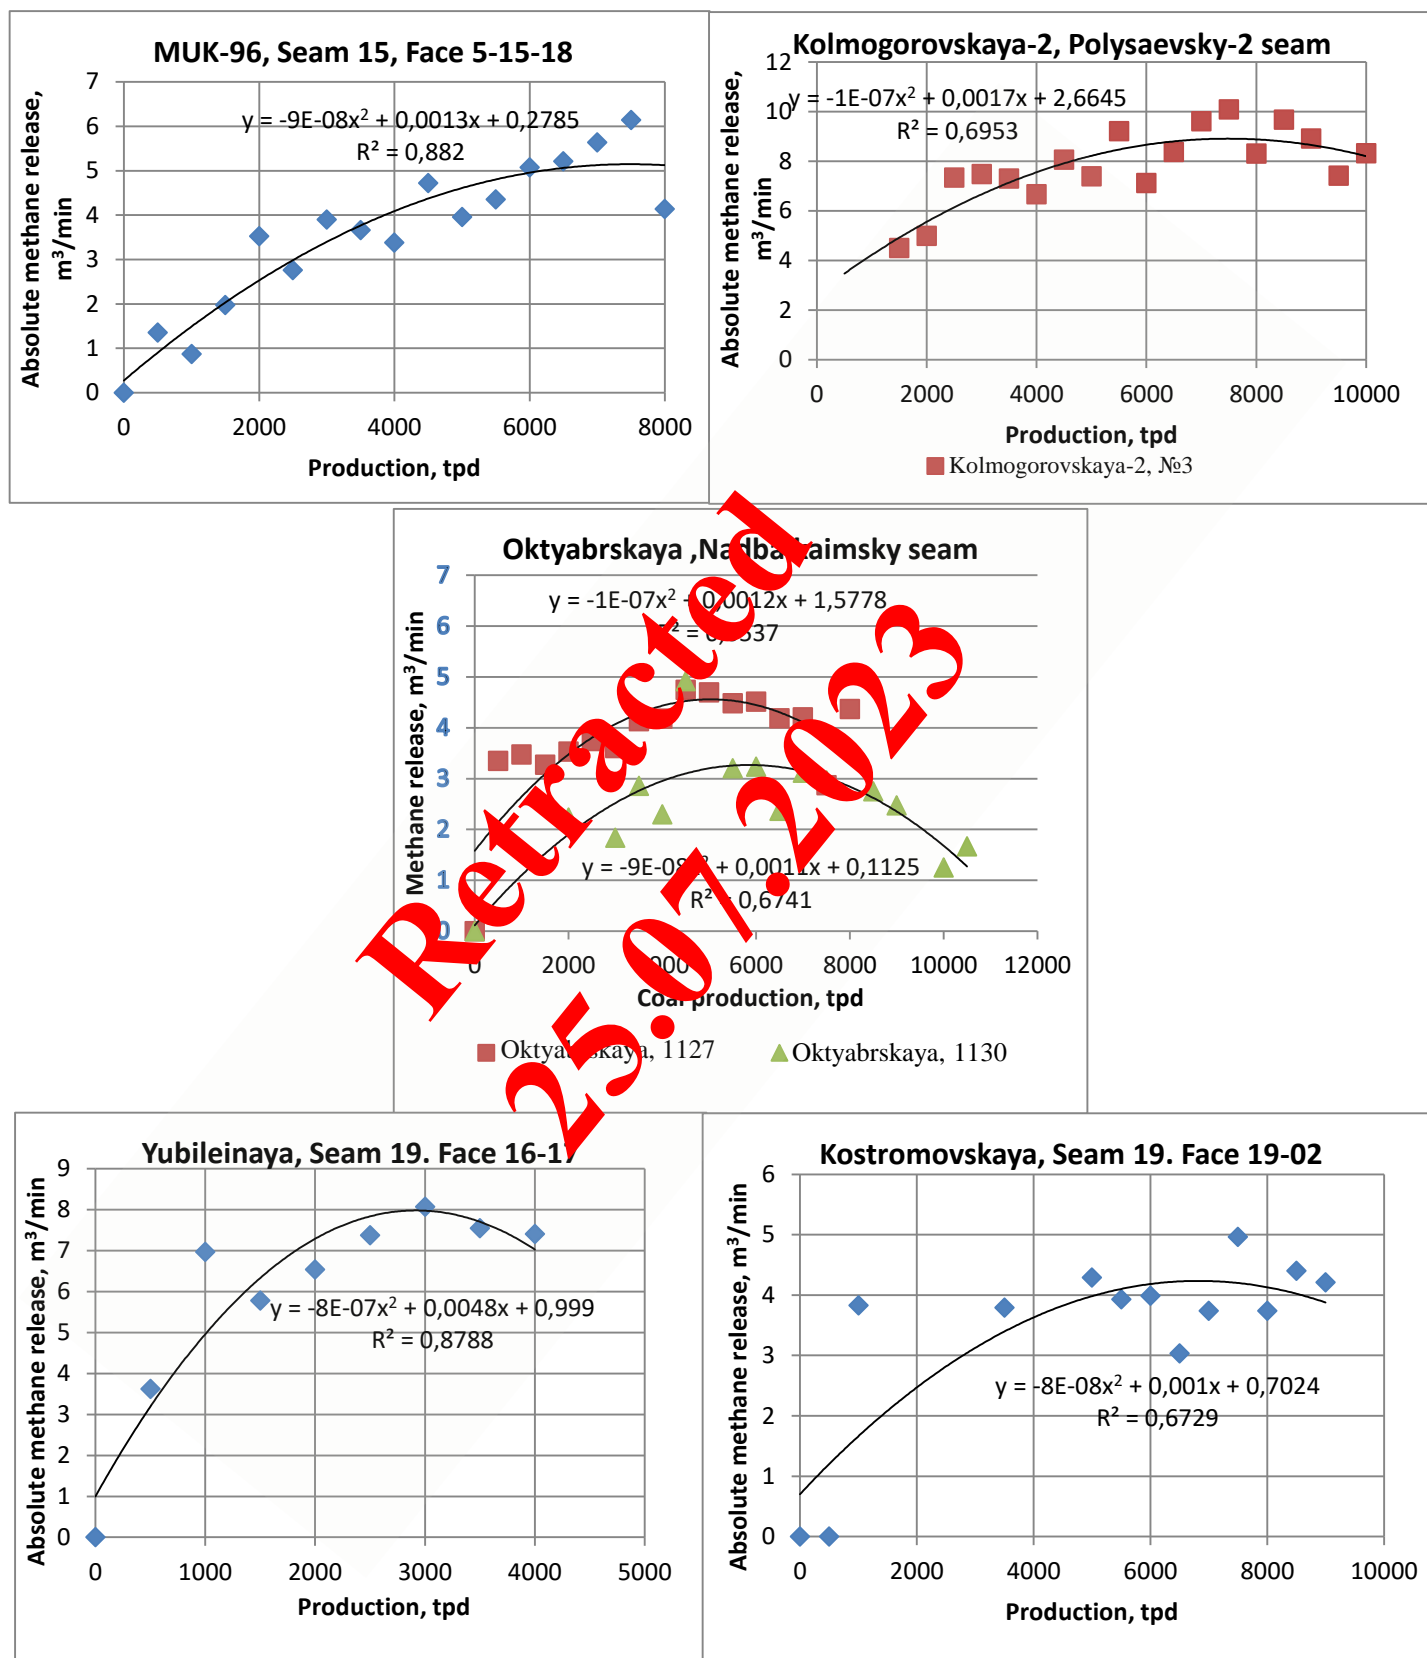 MUK-96, Seam 15, Face 5-15-18
Absolute methane release,
m³/min
7
6
5
4
3
2
1
0
y = -9E-08x² + 0,0013x + 0,2785
R² = 0,882
0 2000 4000 6000 8000
Production, tpd
Kolmogorovskaya-2, Polysaevsky-2 seam
Absolute methane release,
m³/min
12
10
8
6
4
2
0
y = -1E-07x² + 0,0017x + 2,6645
R² = 0,6953
0 2000 4000 6000 8000 10000
Production, tpd
Kolmogorovskaya-2, №3
Oktyabrskaya ,Nadbaikaimsky seam
Methane release, m³/min
7
6
5
4
3
2
1
0
y = -1E-07x² + 0,0012x + 1,5778
y = -9E-08x² + 0,0011x + 0,1125
R² = 0,6741
0 2000 4000 6000 8000 10000 12000
Coal production, tpd
Oktyabrskaya, 1127 Oktyabrskaya, 1130
Retracted
25.07.2023
Yubileinaya, Seam 19. Face 16-17
Absolute methane release, m³/min
9
8
7
6
5
4
3
2
1
0
y = -8E-07x² + 0,0048x + 0,999
R² = 0,8788
0 1000 2000 3000 4000 5000
Production, tpd
Kostromovskaya, Seam 19. Face 19-02
Absolute methane release, m³/min
6
5
4
3
2
1
0
y = -8E-08x² + 0,001x + 0,7024
R² = 0,6729
0 2000 4000 6000 8000 10000
Production, tpd